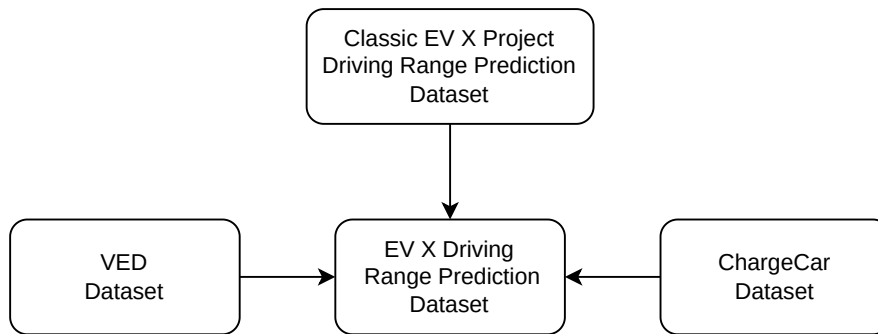 Classic EV X Project
Driving Range Prediction
Dataset
VED
Dataset
EV X Driving
Range Prediction
Dataset
ChargeCar
Dataset